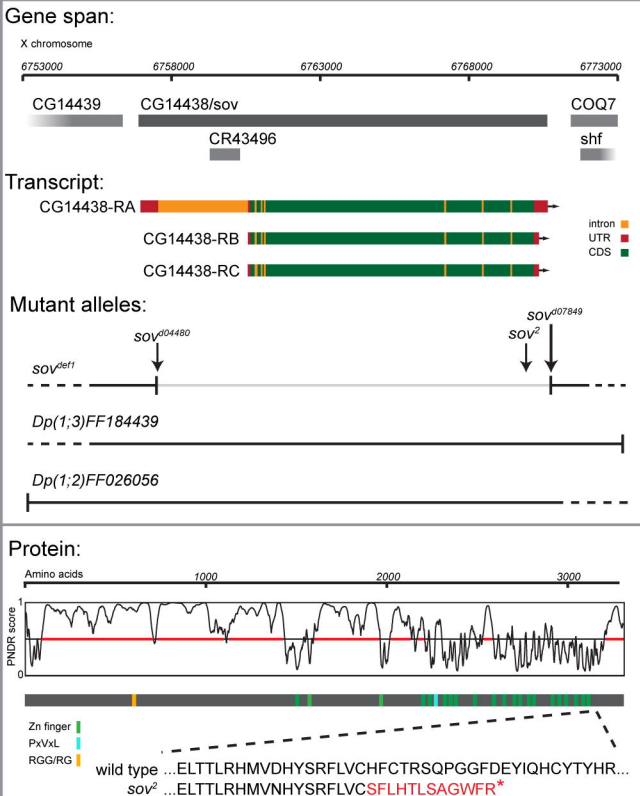 Gene span:
X chromosome
6753000 6758000 6763000 6768000 6773000
CG14439 CG14438/sov COQ7
CR43496 shf
Transcript:
CG14438-RA
CG14438-RB
CG14438-RC
intron
UTR
CDS
Mutant alleles:
sov^d07849
sov^d04480 sov^2
sov^def1
Dp(1;3)FF184439
Dp(1;2)FF026056
Protein:
Amino acids 1000 2000 3000
1
PNDR score
0
Zn finger
PxVxL
RGG/RG
wild type ...ELTTLRHMVDHYSRFLVCHFCTRSQPGGFDEYIQHCYTYHR...
sov^2 ...ELTTLRHMVNHYSRFLVCSFLHTLSAGWFR*